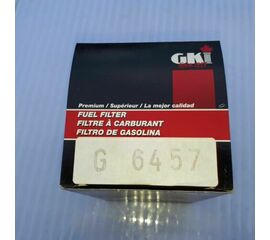 GKI
Premium / Supérieur / La mejor calidad
FUEL FILTER
FILTRE À CARBURANT
FILTRO DE GASOLINA
G 6457